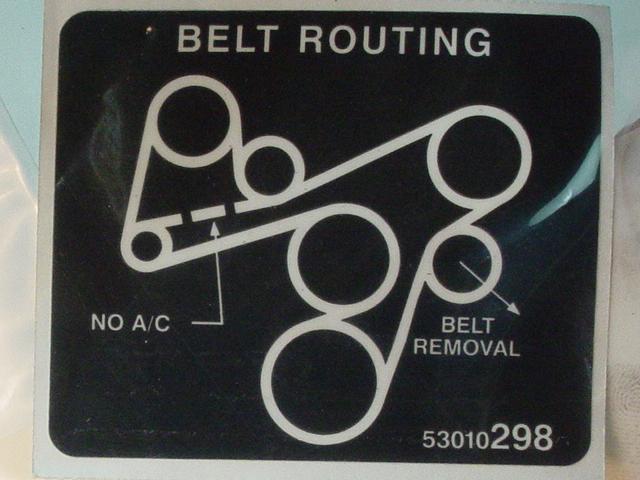 BELT ROUTING
NO A/C
BELT
REMOVAL
53010298